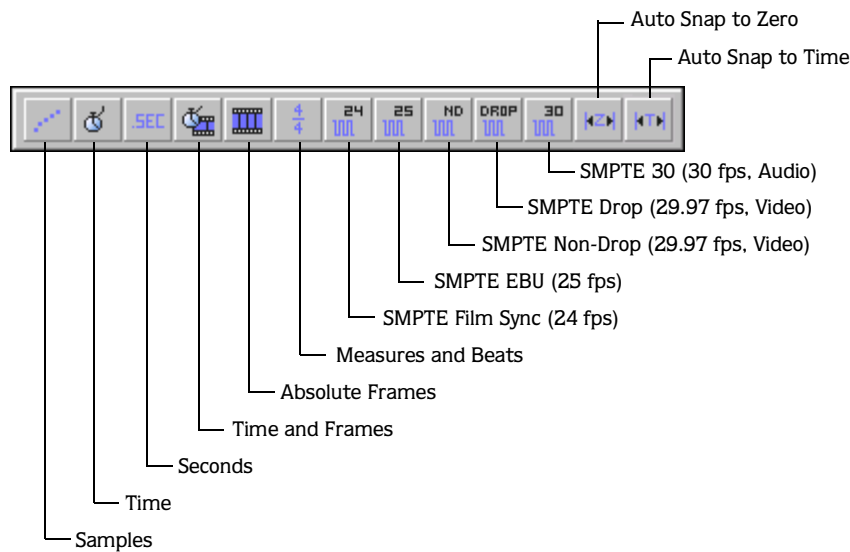 Auto Snap to Zero
Auto Snap to Time
.SEC
4
4
24
25
ND
DROP
30
Z
T
SMPTE 30 (30 fps, Audio)
SMPTE Drop (29.97 fps, Video)
SMPTE Non-Drop (29.97 fps, Video)
SMPTE EBU (25 fps)
SMPTE Film Sync (24 fps)
Measures and Beats
Absolute Frames
Time and Frames
Seconds
Time
Samples